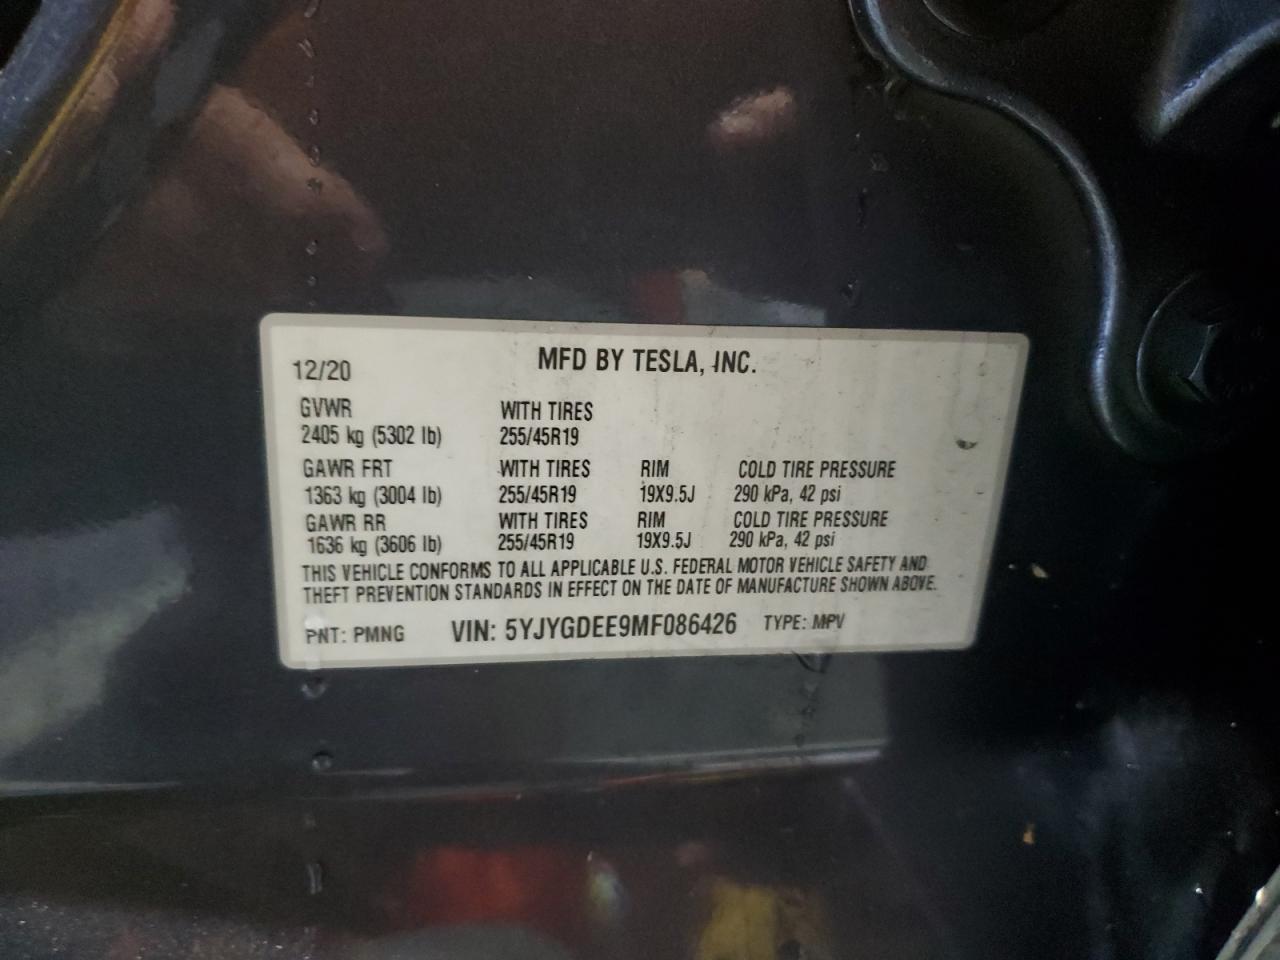 MFD BY TESLA, INC.
12/20
GVWR WITH TIRES
2405 kg (5302 lb) 255/45R19
GAWR FRT WITH TIRES RIM COLD TIRE PRESSURE
1363 kg (3004 lb) 255/45R19 19X9.5J 290 kPa, 42 psi
GAWR RR WITH TIRES RIM COLD TIRE PRESSURE
1636 kg (3606 lb) 255/45R19 19X9.5J 290 kPa, 42 psi
THIS VEHICLE CONFORMS TO ALL APPLICABLE U.S. FEDERAL MOTOR VEHICLE SAFETY AND
THEFT PREVENTION STANDARDS IN EFFECT ON THE DATE OF MANUFACTURE SHOWN ABOVE.
PNT: PMNG VIN: 5YJYGDEE9MF086426 TYPE: MPV